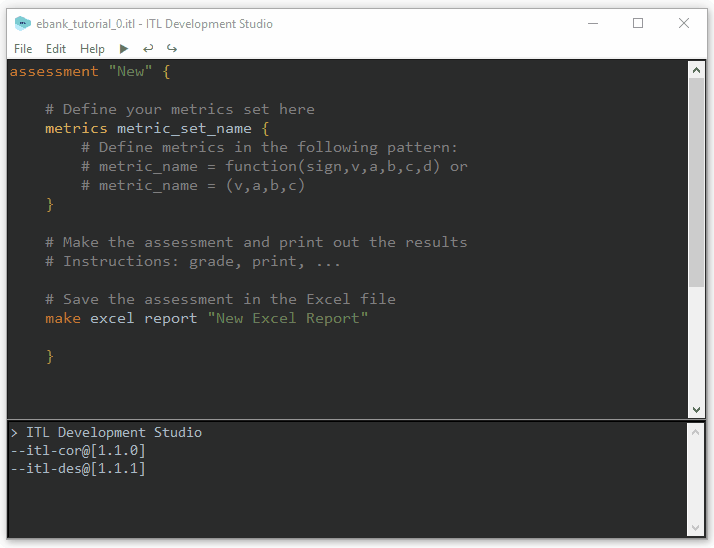 ebank_tutorial_0.itl - ITL Development Studio
File Edit Help
assessment "New" {
# Define your metrics set here
metrics metric_set_name {
# Define metrics in the following pattern:
# metric_name = function(sign,v,a,b,c,d) or
# metric_name = (v,a,b,c)
}
# Make the assessment and print out the results
# Instructions: grade, print, ...
# Save the assessment in the Excel file
make excel report "New Excel Report"
}
> ITL Development Studio
--itl-cor@[1.1.0]
--itl-des@[1.1.1]